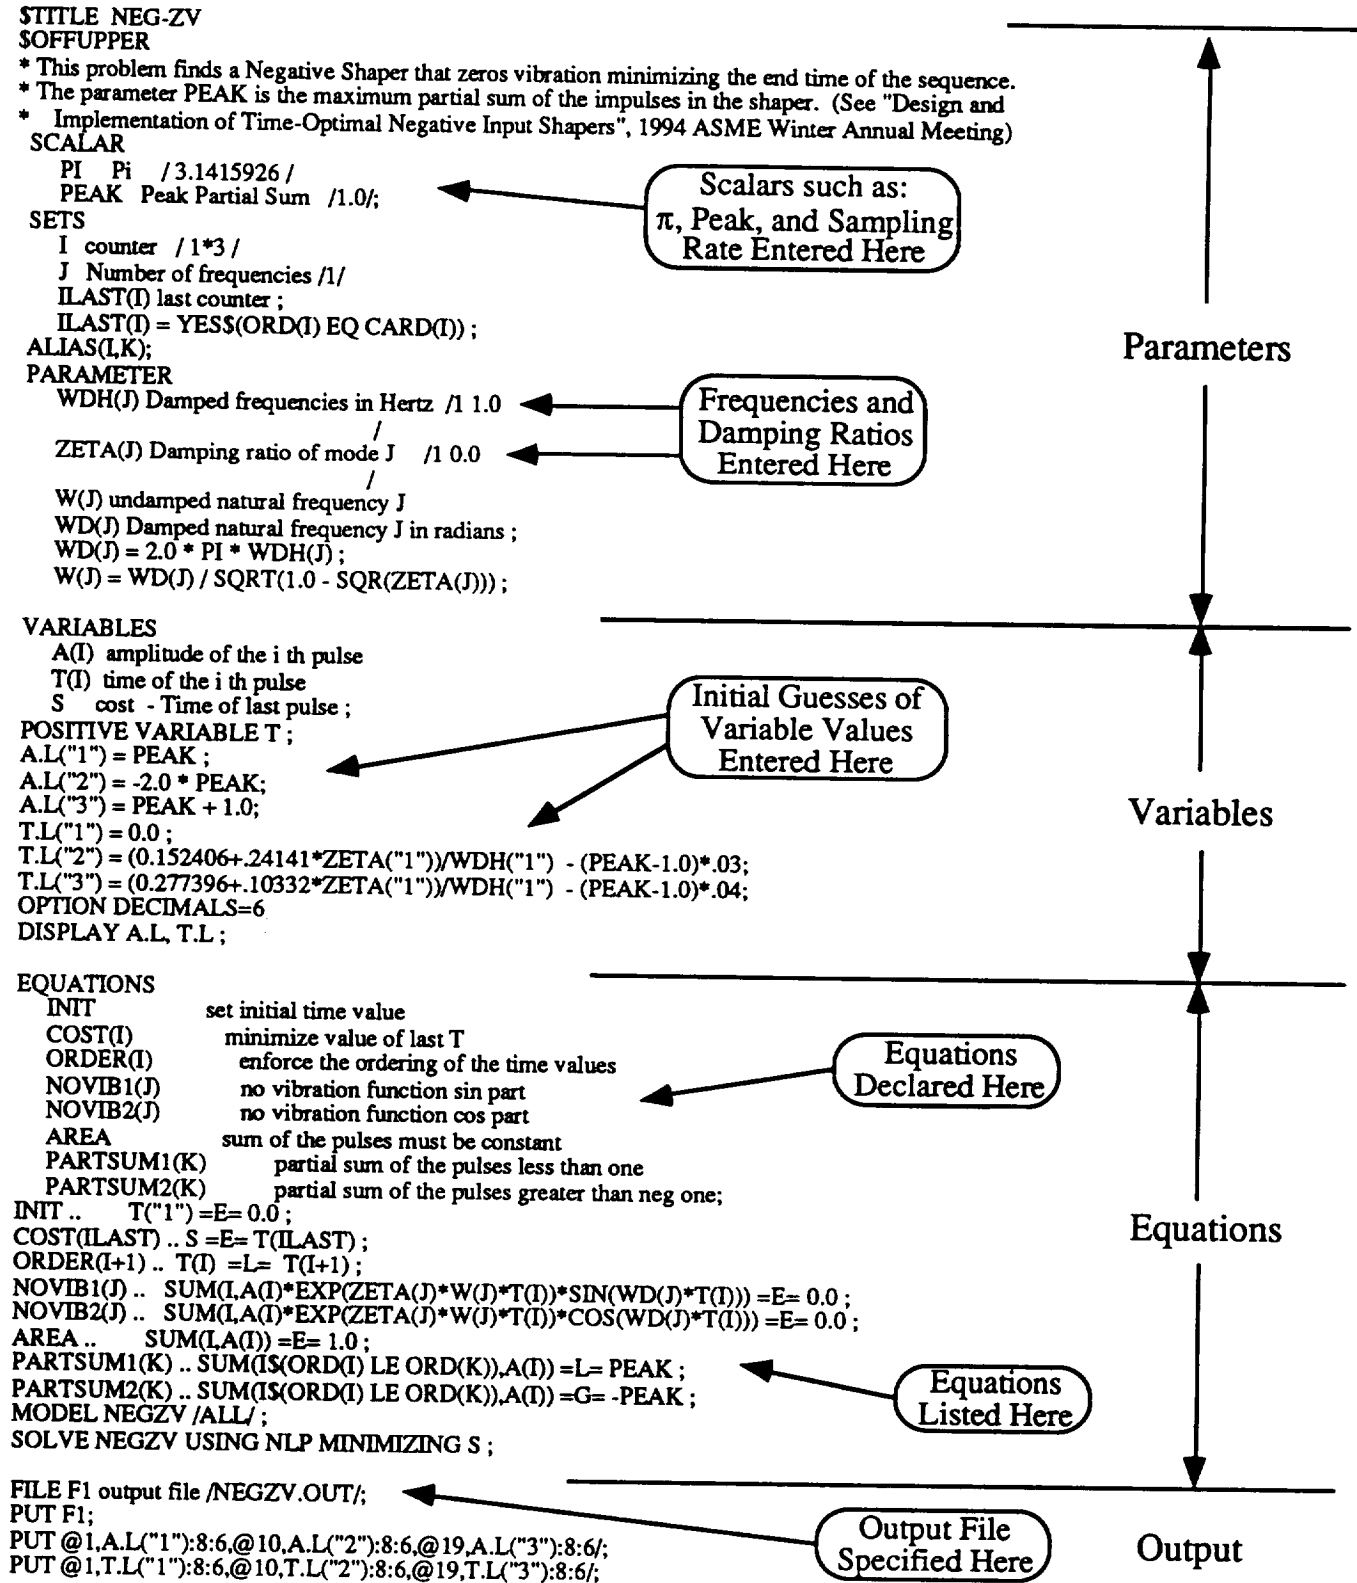 $TITLE NEG-ZV
$OFFUPPER
* This problem finds a Negative Shaper that zeros vibration minimizing the end time of the sequence.
* The parameter PEAK is the maximum partial sum of the impulses in the shaper. (See "Design and
* Implementation of Time-Optimal Negative Input Shapers", 1994 ASME Winter Annual Meeting)
SCALAR
PI Pi / 3.1415926 /
PEAK Peak Partial Sum /1.0/;
Scalars such as:
π, Peak, and Sampling
Rate Entered Here
SETS
I counter / 1*3 /
J Number of frequencies /1/
ILAST(I) last counter ;
ILAST(I) = YES$(ORD(I) EQ CARD(I)) ;
ALIAS(I,K);
Parameters
PARAMETER
WDH(J) Damped frequencies in Hertz /1 1.0
/
ZETA(J) Damping ratio of mode J /1 0.0
/
Frequencies and
Damping Ratios
Entered Here
W(J) undamped natural frequency J
WD(J) Damped natural frequency J in radians ;
WD(J) = 2.0 * PI * WDH(J) ;
W(J) = WD(J) / SQRT(1.0 - SQR(ZETA(J))) ;
VARIABLES
A(I) amplitude of the i th pulse
T(I) time of the i th pulse
S cost - Time of last pulse ;
POSITIVE VARIABLE T ;
Initial Guesses of
Variable Values
Entered Here
A.L("1") = PEAK ;
A.L("2") = -2.0 * PEAK;
A.L("3") = PEAK + 1.0;
Variables
T.L("1") = 0.0 ;
T.L("2") = (0.152406+.24141*ZETA("1"))/WDH("1") - (PEAK-1.0)*.03;
T.L("3") = (0.277396+.10332*ZETA("1"))/WDH("1") - (PEAK-1.0)*.04;
OPTION DECIMALS=6
DISPLAY A.L, T.L ;
EQUATIONS
INIT set initial time value
COST(I) minimize value of last T
ORDER(I) enforce the ordering of the time values
NOVIB1(J) no vibration function sin part
NOVIB2(J) no vibration function cos part
Equations
Declared Here
AREA sum of the pulses must be constant
PARTSUM1(K) partial sum of the pulses less than one
PARTSUM2(K) partial sum of the pulses greater than neg one;
INIT .. T("1") =E= 0.0 ;
Equations
COST(ILAST) .. S =E= T(ILAST) ;
ORDER(I+1) .. T(I) =L= T(I+1) ;
NOVIB1(J) .. SUM(I,A(I)*EXP(ZETA(J)*W(J)*T(I))*SIN(WD(J)*T(I))) =E= 0.0 ;
NOVIB2(J) .. SUM(I,A(I)*EXP(ZETA(J)*W(J)*T(I))*COS(WD(J)*T(I))) =E= 0.0 ;
AREA .. SUM(I,A(I)) =E= 1.0 ;
PARTSUM1(K) .. SUM(I$(ORD(I) LE ORD(K)),A(I)) =L= PEAK ;
PARTSUM2(K) .. SUM(I$(ORD(I) LE ORD(K)),A(I)) =G= -PEAK ;
Equations
Listed Here
MODEL NEGZV /ALL/ ;
SOLVE NEGZV USING NLP MINIMIZING S ;
FILE F1 output file /NEGZV.OUT/;
PUT F1;
PUT @1,A.L("1"):8:6,@10,A.L("2"):8:6,@19,A.L("3"):8:6/;
PUT @1,T.L("1"):8:6,@10,T.L("2"):8:6,@19,T.L("3"):8:6/;
Output File
Specified Here
Output